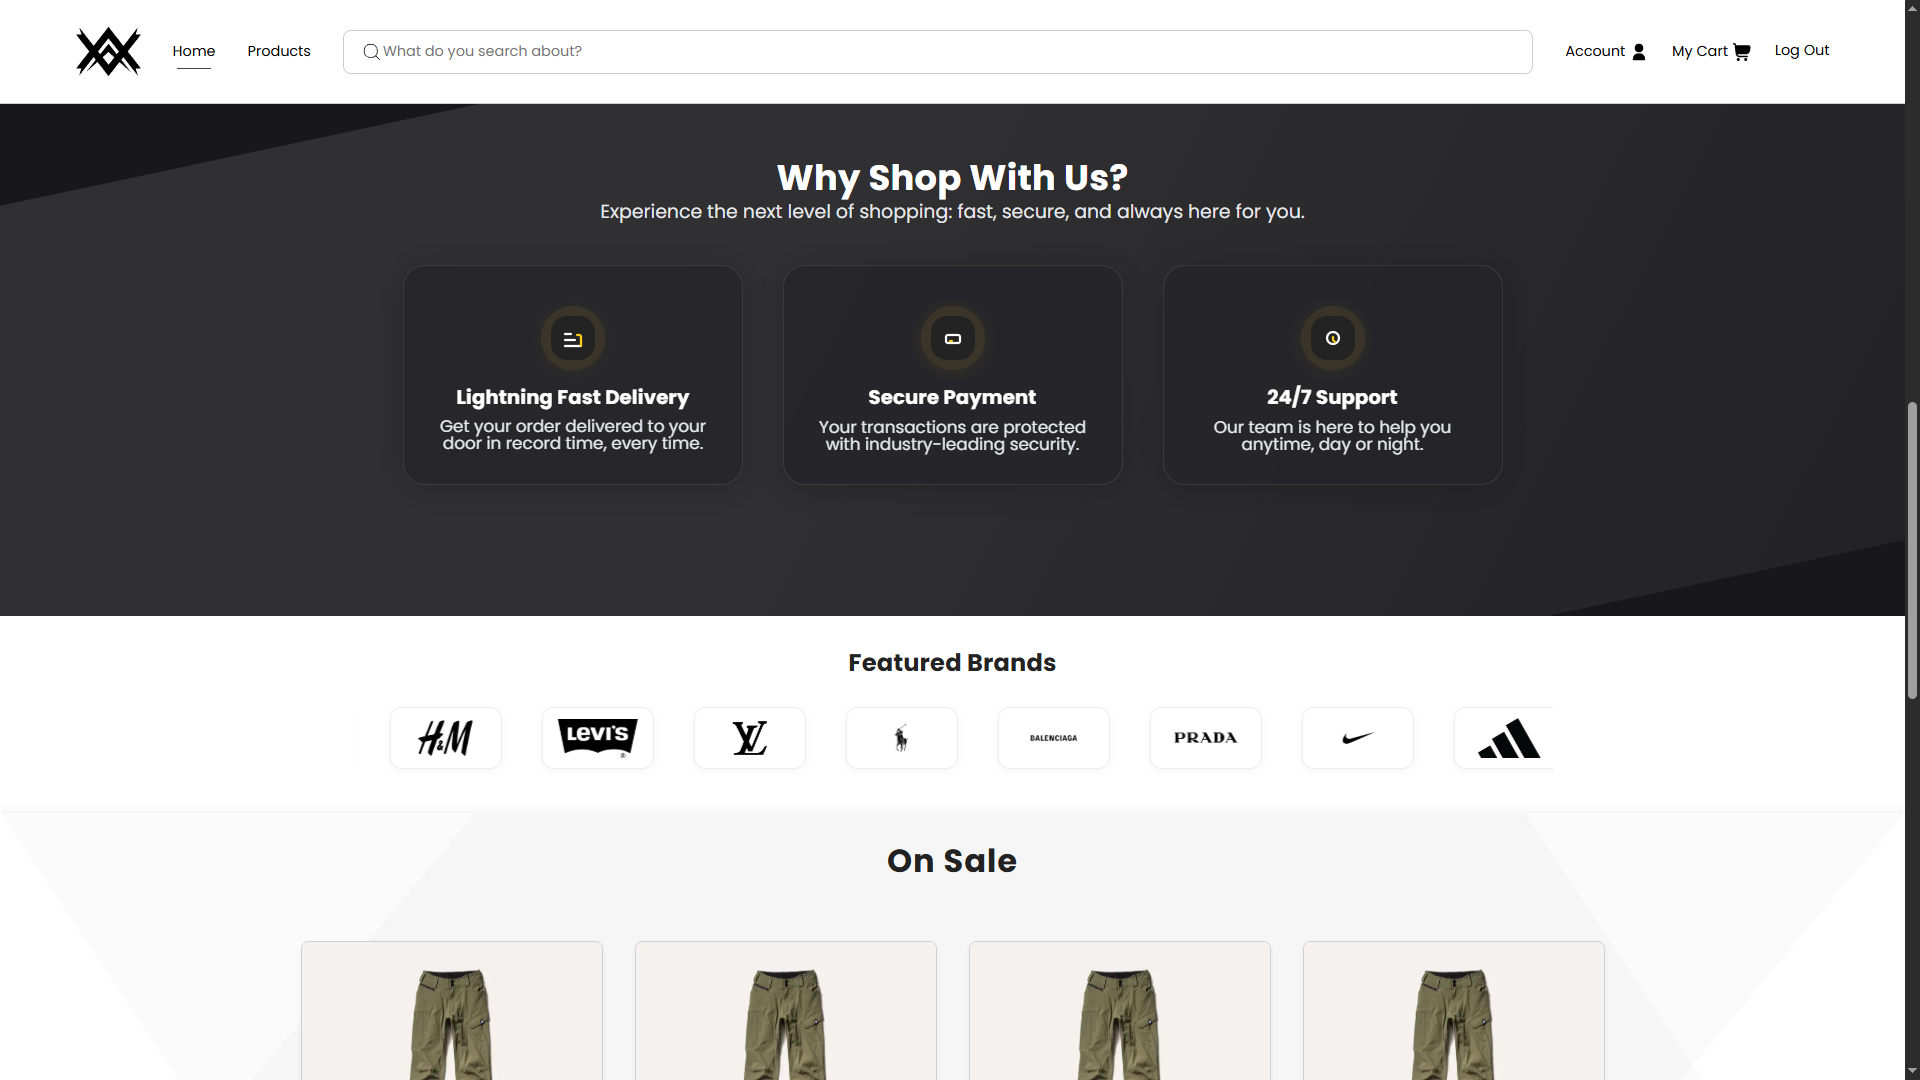 Home
Products
What do you search about?
Account
My Cart
Log Out
Why Shop With Us?
Experience the next level of shopping: fast, secure, and always here for you.
Lightning Fast Delivery
Get your order delivered to your
door in record time, every time.
Secure Payment
Your transactions are protected
with industry-leading security.
24/7 Support
Our team is here to help you
anytime, day or night.
Featured Brands
H&M
LEVI'S
®
LV
BALENCIAGA
PRADA
On Sale